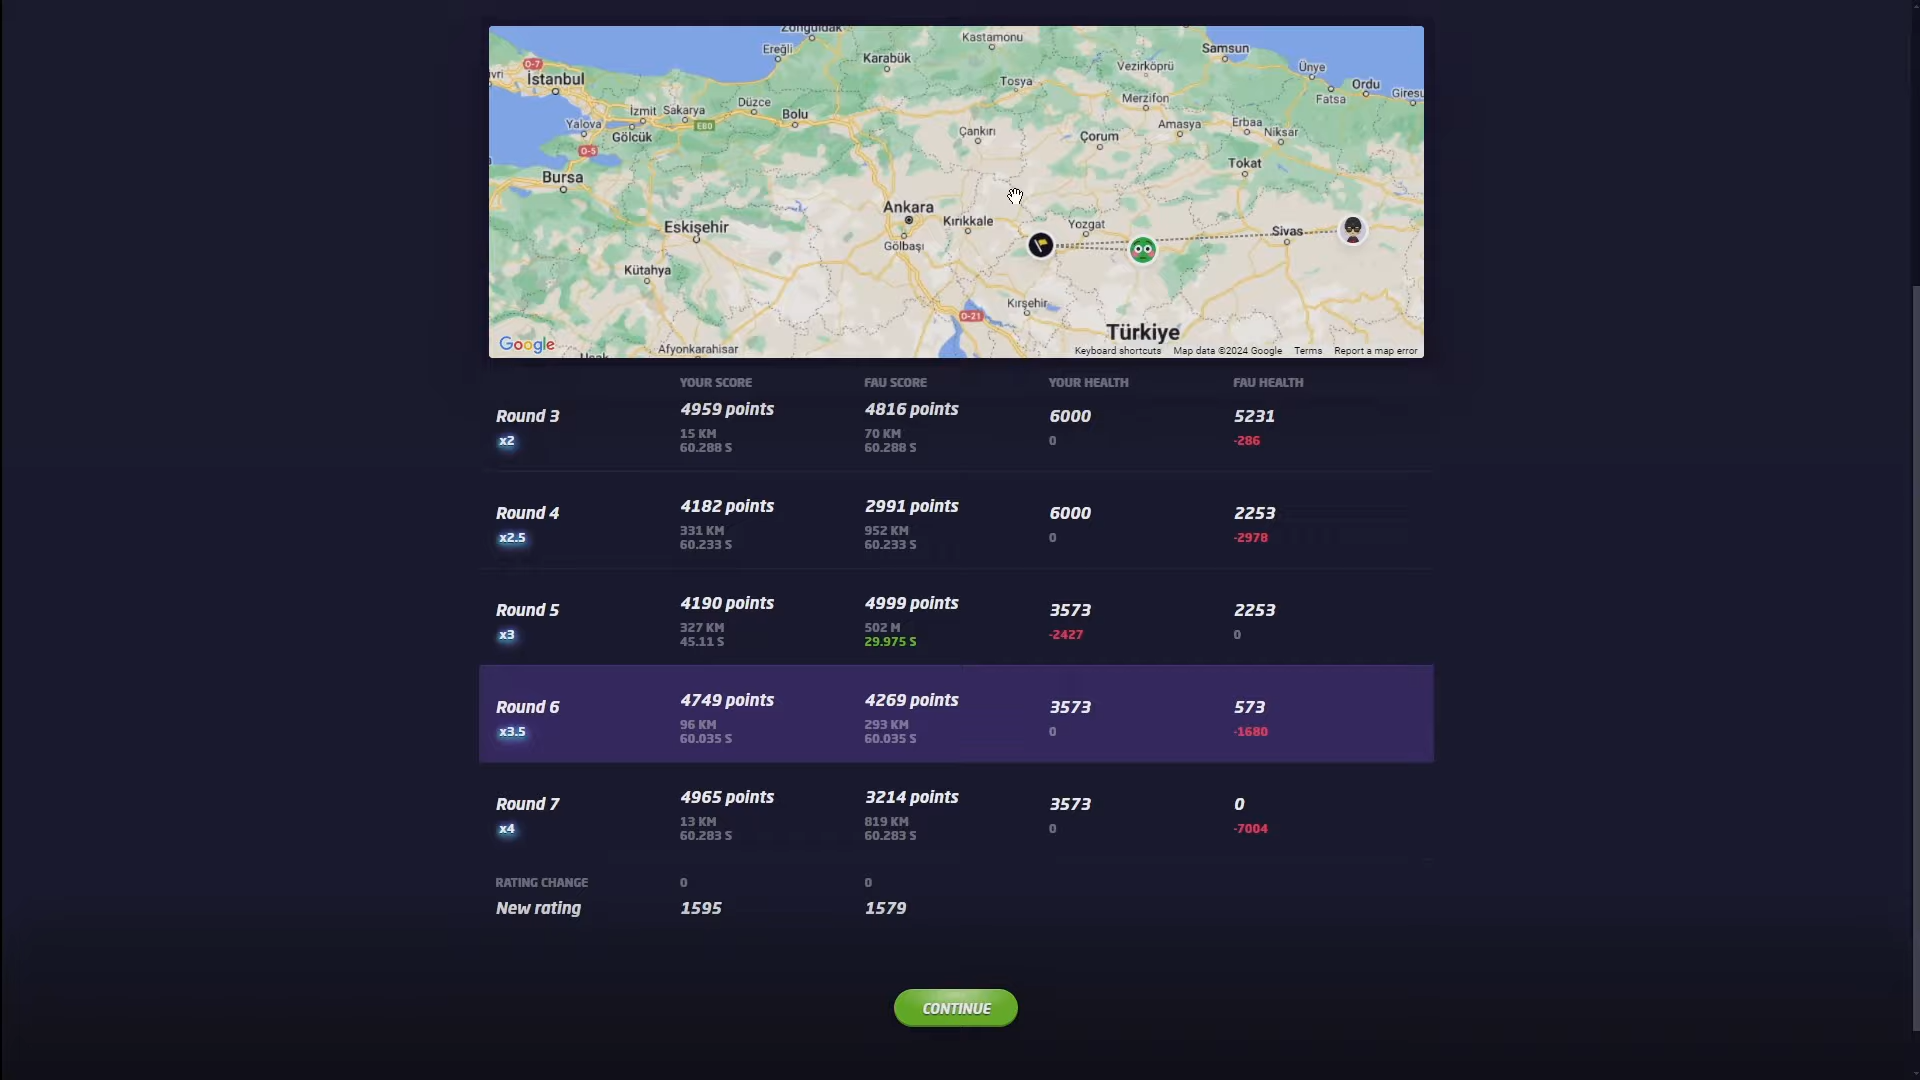 Zonguldak
Kastamonu
Ereğli
Karabük
Samsun
O-7
İstanbul
Vezirköprü
Ünye
vri
Tosya
Ordu
Fatsa
Giresu
İzmit
Sakarya
Düzce
Bolu
Merzifon
Yalova
Gölcük
E80
Çankırı
Çorum
Amasya
Erbaa
Niksar
O-5
Tokat
Bursa
Ankara
Kırıkkale
Yozgat
Sivas
Eskişehir
Gölbaşı
Kütahya
Kırşehir
O-21
Türkiye
Google
Afyonkarahisar
Uşak
Keyboard shortcuts Map data ©2024 Google Terms Report a map error
YOUR SCORE FAU SCORE YOUR HEALTH FAU HEALTH
Round 3 4959 points 4816 points 6000 5231
x2 15 KM 70 KM 0 -286
60.288 S 60.288 S
Round 4 4182 points 2991 points 6000 2253
x2.5 331 KM 952 KM 0 -2978
60.233 S 60.233 S
Round 5 4190 points 4999 points 3573 2253
x3 327 KM 502 M -2427 0
45.11 S 29.975 S
Round 6 4749 points 4269 points 3573 573
x3.5 96 KM 293 KM 0 -1680
60.035 S 60.035 S
Round 7 4965 points 3214 points 3573 0
x4 13 KM 819 KM 0 -7004
60.283 S 60.283 S
RATING CHANGE 0 0
New rating 1595 1579
CONTINUE